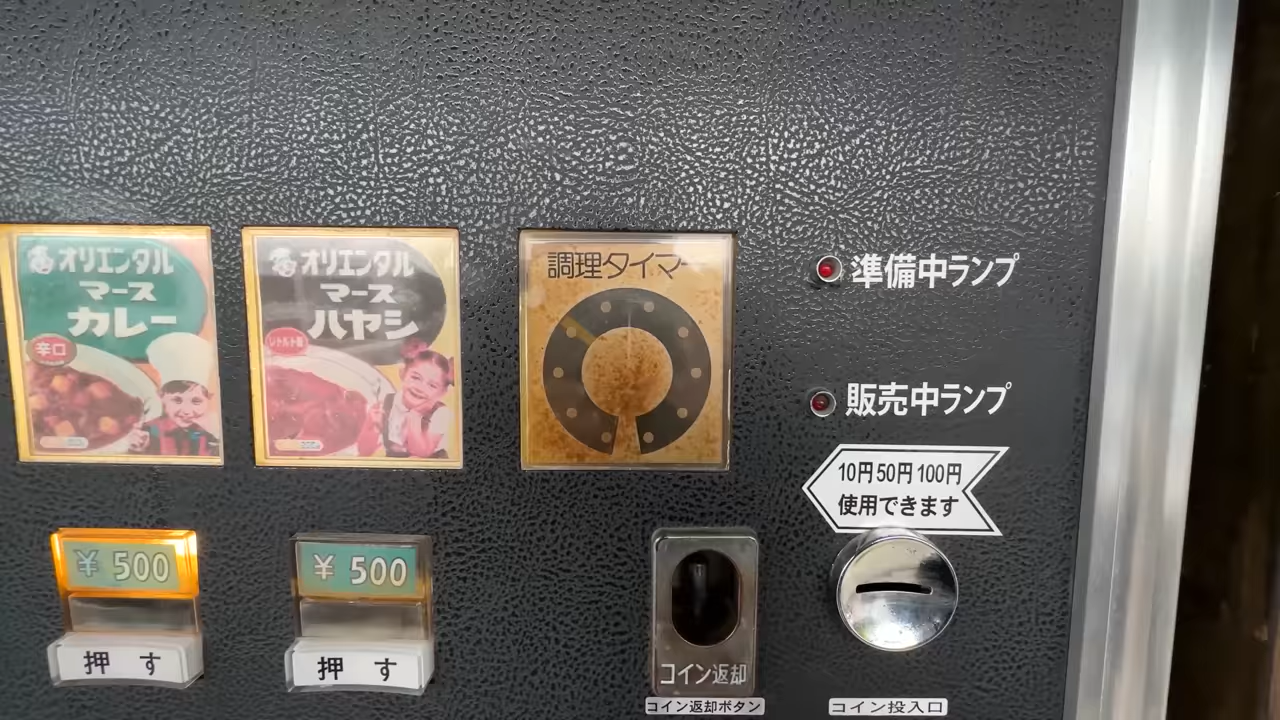 オリエンタル
マース
カレー
辛口
オリエンタル
マース
ハヤシ
レトルト版
調理タイマー
準備中ランプ
販売中ランプ
10円50円100円
使用できます
¥ 500
¥ 500
押す
押す
コイン返却
コイン返却ボタン
コイン投入口